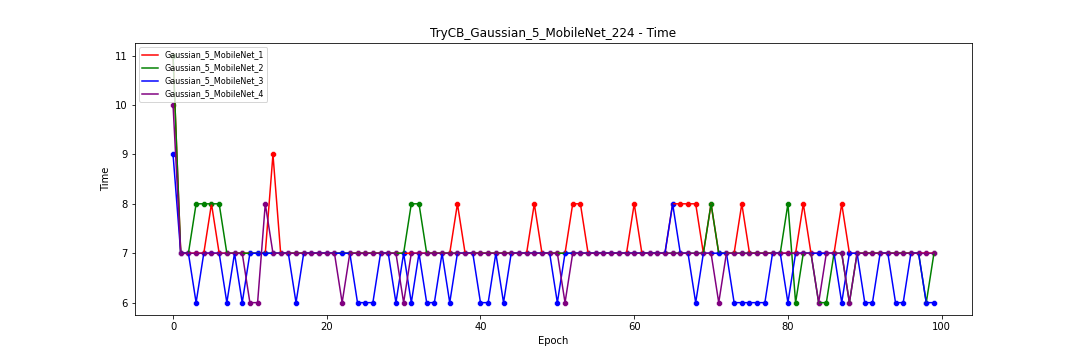 TryCB_Gaussian_5_MobileNet_224 - Time
Gaussian_5_MobileNet_1
Gaussian_5_MobileNet_2
Gaussian_5_MobileNet_3
Gaussian_5_MobileNet_4
Time
11
10
9
8
7
6
0 20 40 60 80 100
Epoch